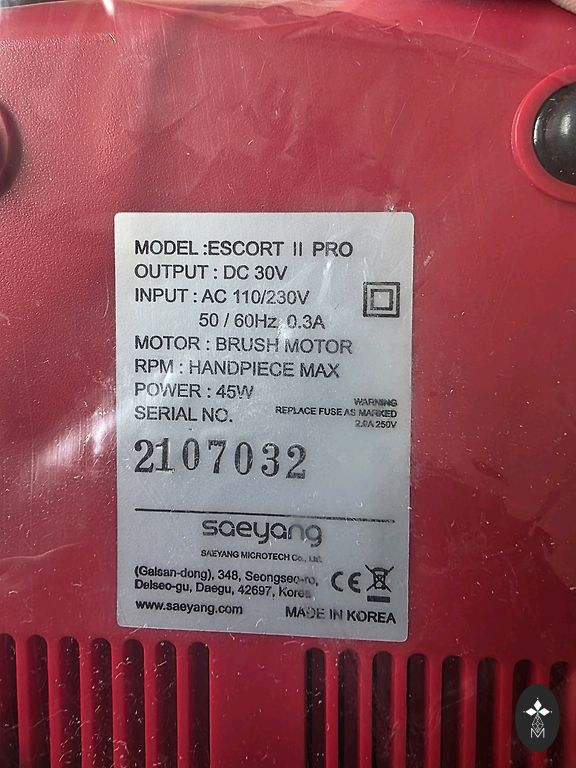 MODEL :ESCORT II PRO
OUTPUT : DC 30V
INPUT : AC 110/230V
50 / 60Hz, 0.3A
MOTOR : BRUSH MOTOR
RPM : HANDPIECE MAX
POWER : 45W
SERIAL NO.
WARNING
REPLACE FUSE AS MARKED
2.0A 250V
2107032
saeyang
SAEYANG MICROTECH Co., Ltd.
(Galsan-dong), 348, Seongseo-ro,
Dalseo-gu, Daegu, 42697, Korea
CE
www.saeyang.com
MADE IN KOREA
M